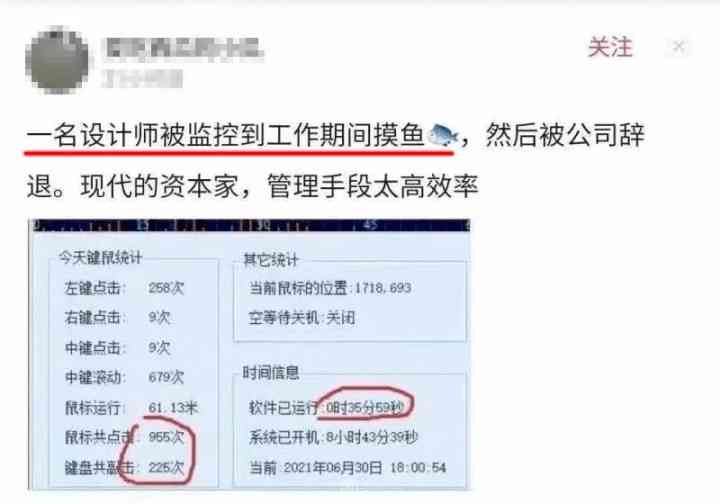 关注
一名设计师被监控到工作期间摸鱼🐟，然后被公司辞
退。现代的资本家，管理手段太高效率
15 30 45
今天键鼠统计
左键点击: 258次
右键点击: 9次
中键点击: 9次
中键滚动: 679次
鼠标运行: 61.13米
鼠标共点击: 955次
键盘共敲击: 225次
其它统计
当前鼠标的位置:1718,693
空等待关机:关闭
时间信息
软件已运行:0时35分59秒
系统已开机:8小时43分39秒
当前 2021年06月30日 18:00:54